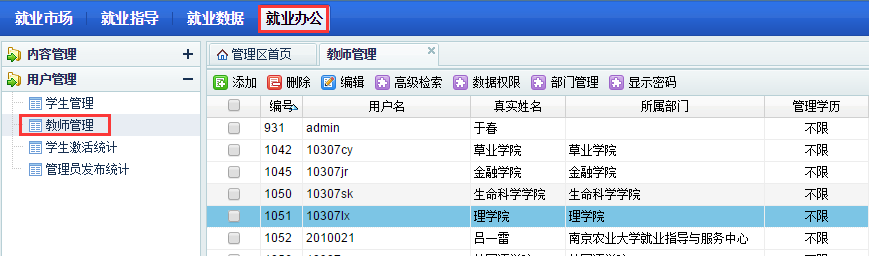 就业市场 就业指导 就业数据 就业办公
内容管理
用户管理
学生管理
教师管理
学生激活统计
管理员发布统计
管理区首页 教师管理
添加 删除 编辑 高级检索 数据权限 部门管理 显示密码
编号 用户名 真实姓名 所属部门 管理学历
931 admin 于春 不限
1042 10307cy 草业学院 草业学院 不限
1045 10307jr 金融学院 金融学院 不限
1050 10307sk 生命科学学院 生命科学学院 不限
1051 10307lx 理学院 理学院 不限
1052 2010021 吕一雷 南京农业大学就业指导与服务中心 不限